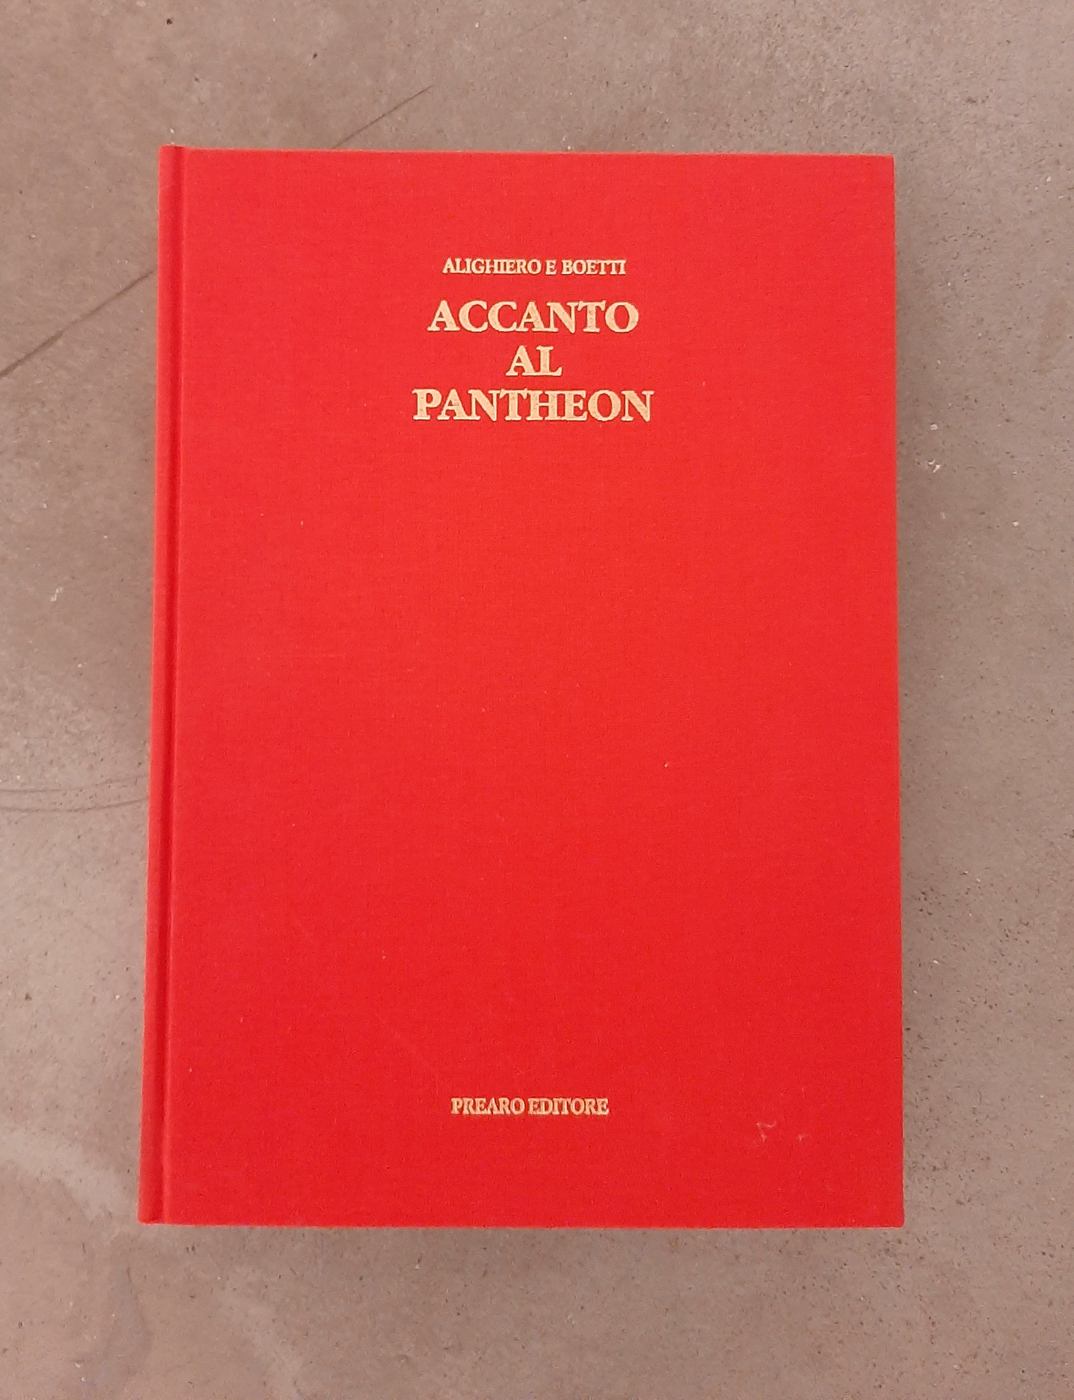 ALIGHIERO E BOETTI
ACCANTO
AL
PANTHEON
PREARO EDITORE